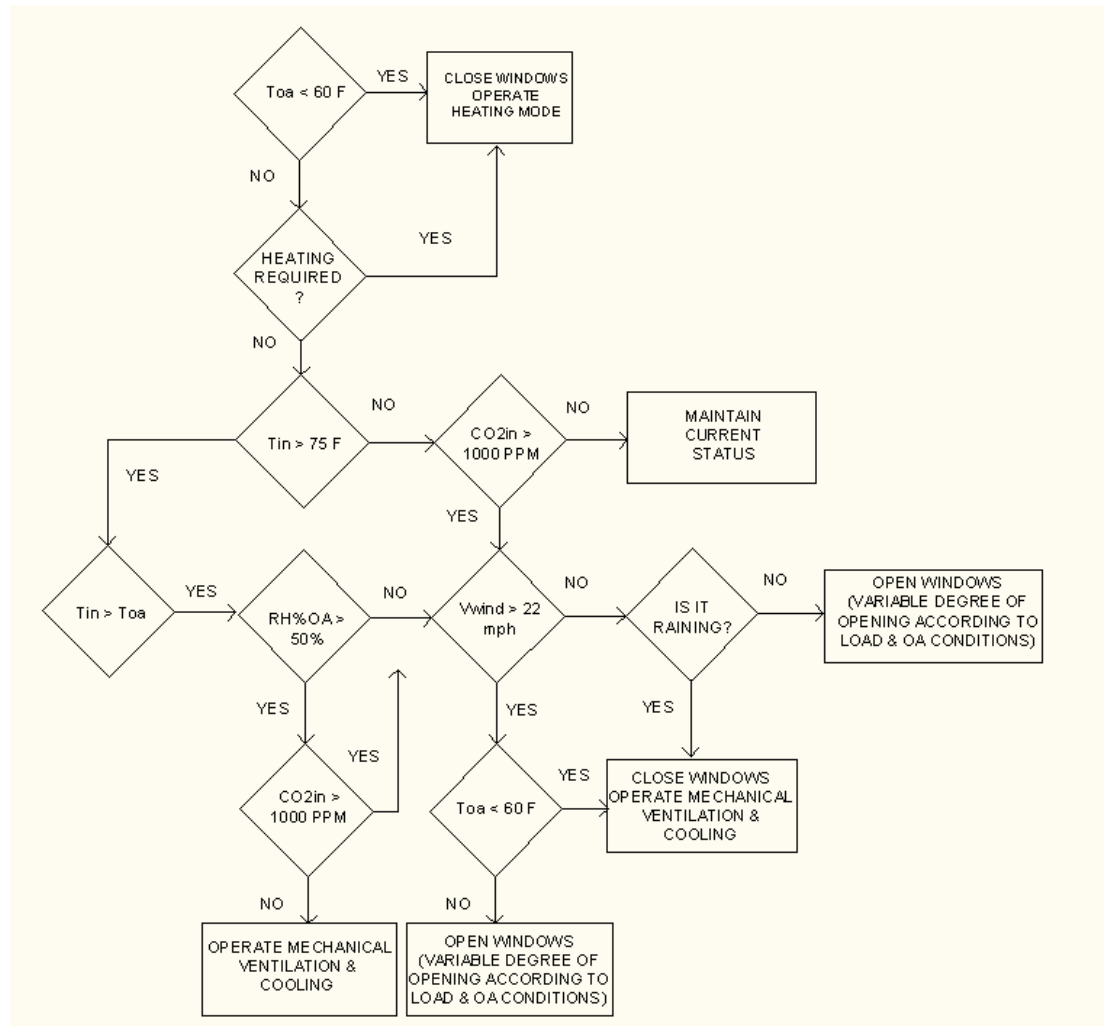 Toa < 60 F
YES
CLOSE WINDOWS
OPERATE
HEATING MODE
NO
HEATING
REQUIRED
?
YES
NO
Tin > 75 F
NO
CO2in >
1000 PPM
NO
MAINTAIN
CURRENT
STATUS
YES
YES
Tin > Toa
YES
RH%OA >
50%
NO
Vwind > 22
mph
NO
IS IT
RAINING?
NO
OPEN WINDOWS
(VARIABLE DEGREE OF
OPENING ACCORDING TO
LOAD & OA CONDITIONS)
YES
YES
YES
CO2in >
1000 PPM
YES
Toa < 60 F
YES
CLOSE WINDOWS
OPERATE MECHANICAL
VENTILATION &
COOLING
NO
NO
OPERATE MECHANICAL
VENTILATION &
COOLING
OPEN WINDOWS
(VARIABLE DEGREE OF
OPENING ACCORDING TO
LOAD & OA CONDITIONS)